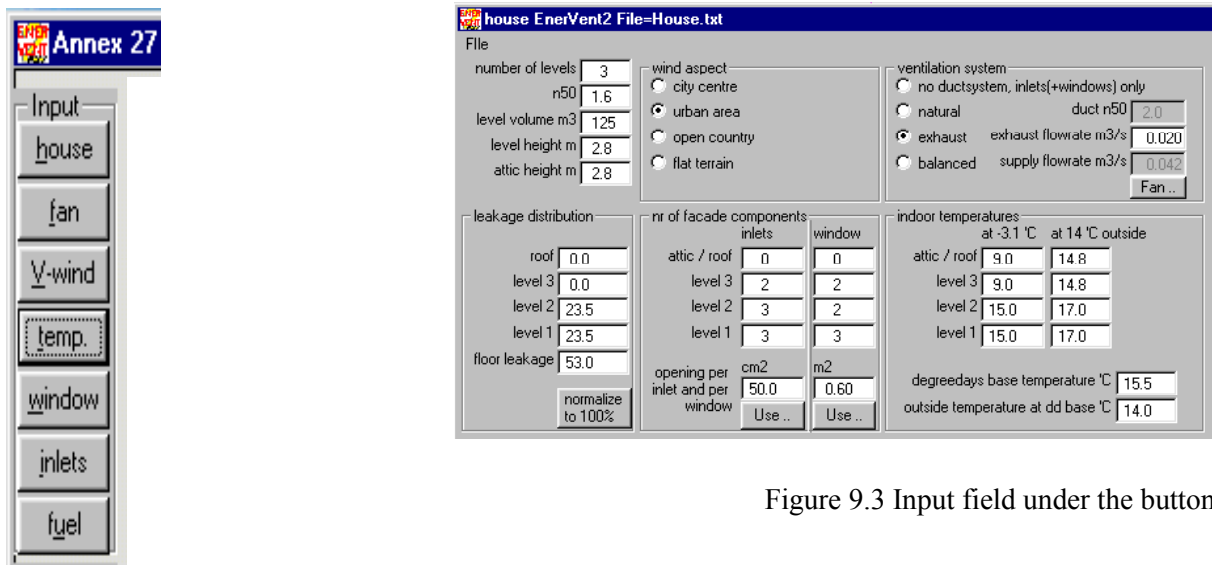 Annex 27
Input
house
fan
V-wind
temp.
window
inlets
fuel
house EnerVent2 File=House.txt
FIle
number of levels 3
n50 1.6
level volume m3 125
level height m 2.8
attic height m 2.8
wind aspect
city centre
urban area
open country
flat terrain
ventilation system
no ductsystem, inlets(+windows) only
natural duct n50 2.0
exhaust exhaust flowrate m3/s 0.020
balanced supply flowrate m3/s 0.042
Fan ..
leakage distribution
roof 0.0
level 3 0.0
level 2 23.5
level 1 23.5
floor leakage 53.0
normalize
to 100%
nr of facade components
inlets window
attic / roof 0 0
level 3 2 2
level 2 3 2
level 1 3 3
cm2 m2
opening per
inlet and per 50.0 0.60
window Use .. Use ..
indoor temperatures
at -3.1 'C at 14 'C outside
attic / roof 9.0 14.8
level 3 9.0 14.8
level 2 15.0 17.0
level 1 15.0 17.0
degreedays base temperature 'C 15.5
outside temperature at dd base 'C 14.0
Figure 9.3 Input field under the button